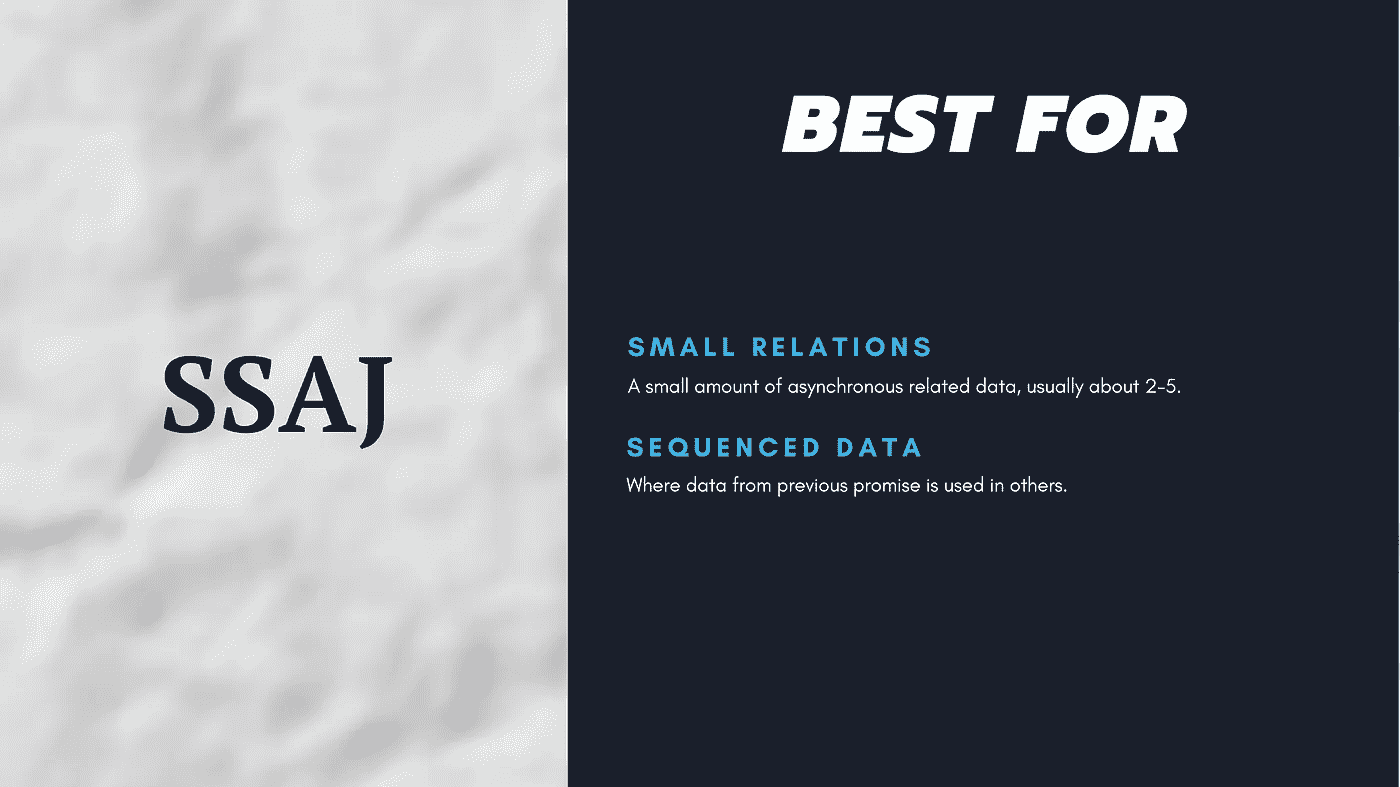 SSAJ
BEST FOR
SMALL RELATIONS
A small amount of asynchronous related data, usually about 2-5.
SEQUENCED DATA
Where data from previous promise is used in others.